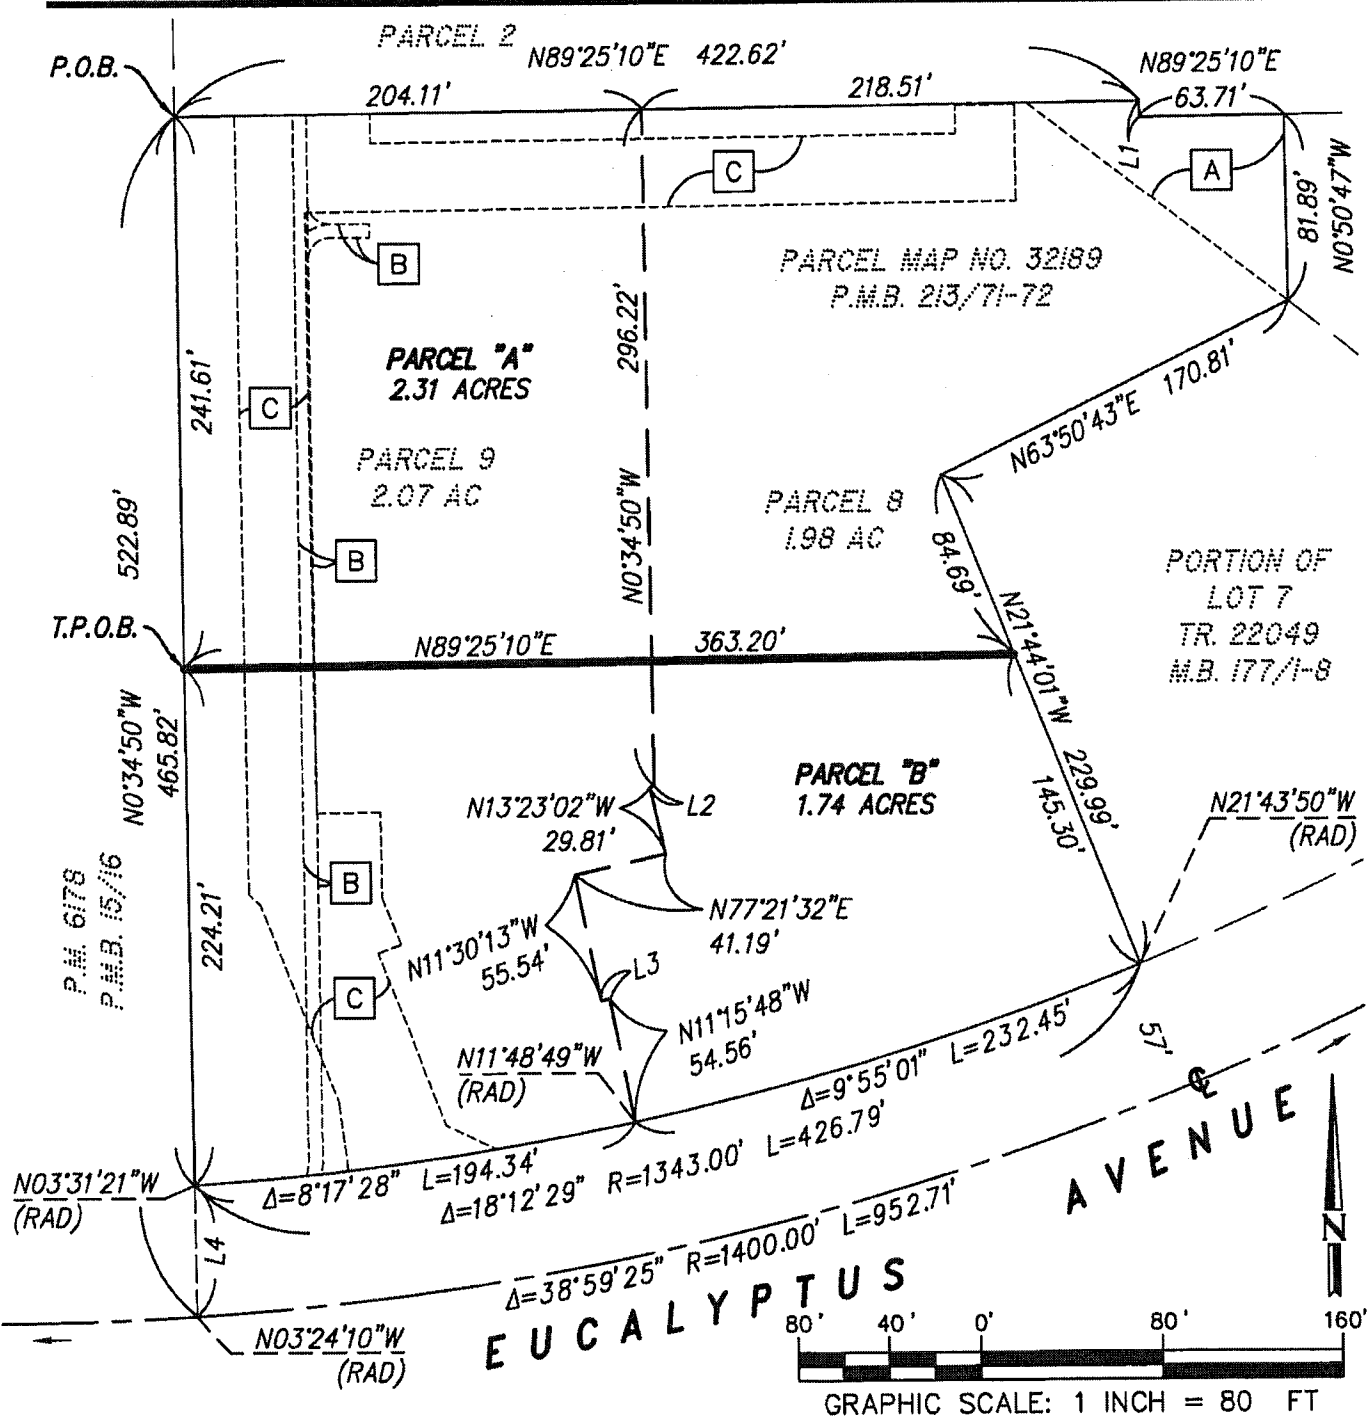 PARCEL 2
P.O.B.
N89°25'10"E 422.62'
N89°25'10"E
204.11'
218.51'
63.71'
L1
A
C
81.89'
N0°50'47"W
B
PARCEL MAP NO. 32189
P.M.B. 213/71-72
296.22'
PARCEL "A"
2.31 ACRES
241.61'
C
170.81'
N63°50'43"E
PARCEL 9
2.07 AC
N0°34'50"W
PARCEL 8
1.98 AC
522.89'
84.69'
B
PORTION OF
LOT 7
TR. 22049
M.B. 177/1-8
T.P.O.B.
N89°25'10"E 363.20'
N21°44'01"W 229.99'
145.30'
N0°34'50"W
465.82'
PARCEL "B"
1.74 ACRES
N13°23'02"W
29.81'
L2
N21°43'50"W
(RAD)
P.M. 6178
P.M.B. 15/16
B
224.21'
N77°21'32"E
41.19'
N11°30'13"W
55.54'
L3
C
N11°15'48"W
54.56'
N11°48'49"W
(RAD)
57'
℄
Δ=9°55'01" L=232.45'
N03°31'21"W
(RAD)
Δ=8°17'28" L=194.34'
Δ=18°12'29" R=1343.00' L=426.79'
L4
Δ=38°59'25" R=1400.00' L=952.71'
EUCALYPTUS AVENUE
N
N03°24'10"W
(RAD)
80' 40' 0' 80' 160'
GRAPHIC SCALE: 1 INCH = 80 FT